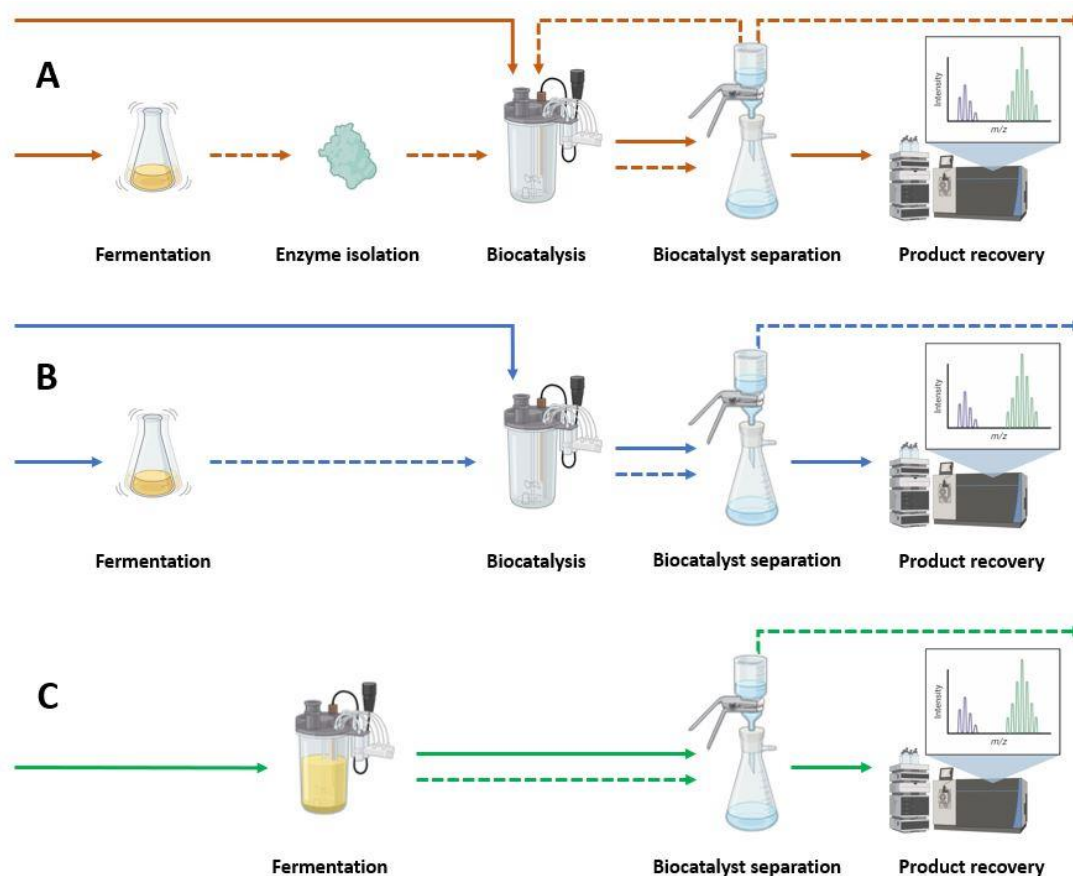 A
Intensity
m/z
Fermentation
Enzyme isolation
Biocatalysis
Biocatalyst separation
Product recovery
B
Intensity
m/z
Fermentation
Biocatalysis
Biocatalyst separation
Product recovery
C
Intensity
m/z
Fermentation
Biocatalyst separation
Product recovery